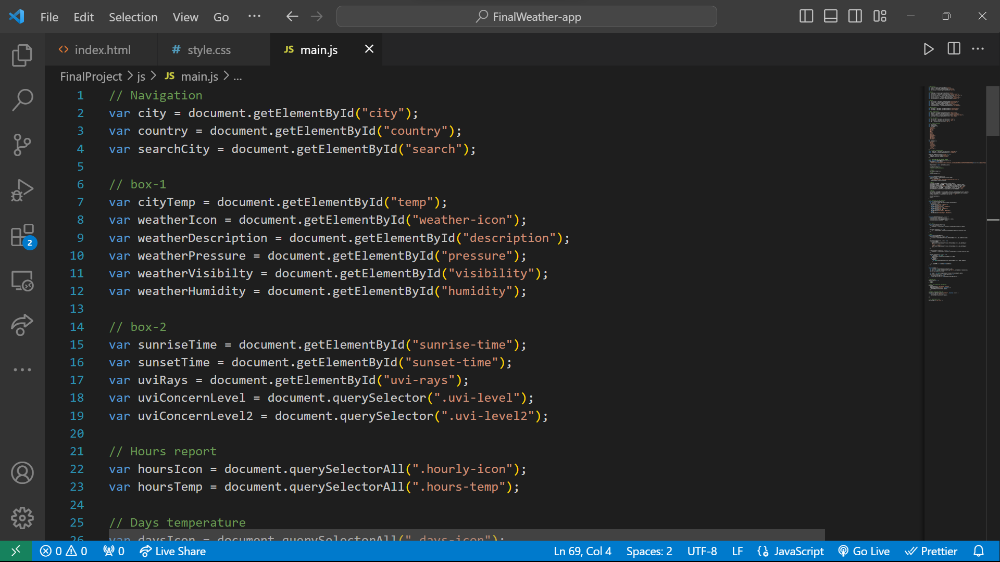 File Edit Selection View Go ··· FinalWeather-app
<> index.html # style.css JS main.js
FinalProject > js > JS main.js > ...
1 // Navigation
2 var city = document.getElementById("city");
3 var country = document.getElementById("country");
4 var searchCity = document.getElementById("search");
5
6 // box-1
7 var cityTemp = document.getElementById("temp");
8 var weatherIcon = document.getElementById("weather-icon");
9 var weatherDescription = document.getElementById("description");
10 var weatherPressure = document.getElementById("pressure");
11 var weatherVisibilty = document.getElementById("visibility");
12 var weatherHumidity = document.getElementById("humidity");
13
14 // box-2
15 var sunriseTime = document.getElementById("sunrise-time");
16 var sunsetTime = document.getElementById("sunset-time");
17 var uviRays = document.getElementById("uvi-rays");
18 var uviConcernLevel = document.querySelector(".uvi-level");
19 var uviConcernLevel2 = document.querySelector(".uvi-level2");
20
21 // Hours report
22 var hoursIcon = document.querySelectorAll(".hourly-icon");
23 var hoursTemp = document.querySelectorAll(".hours-temp");
24
25 // Days temperature
26 var daysIcon = document.querySelectorAll(".days-icon");
2
0 0 0 Live Share Ln 69, Col 4 Spaces: 2 UTF-8 LF {} JavaScript Go Live Prettier